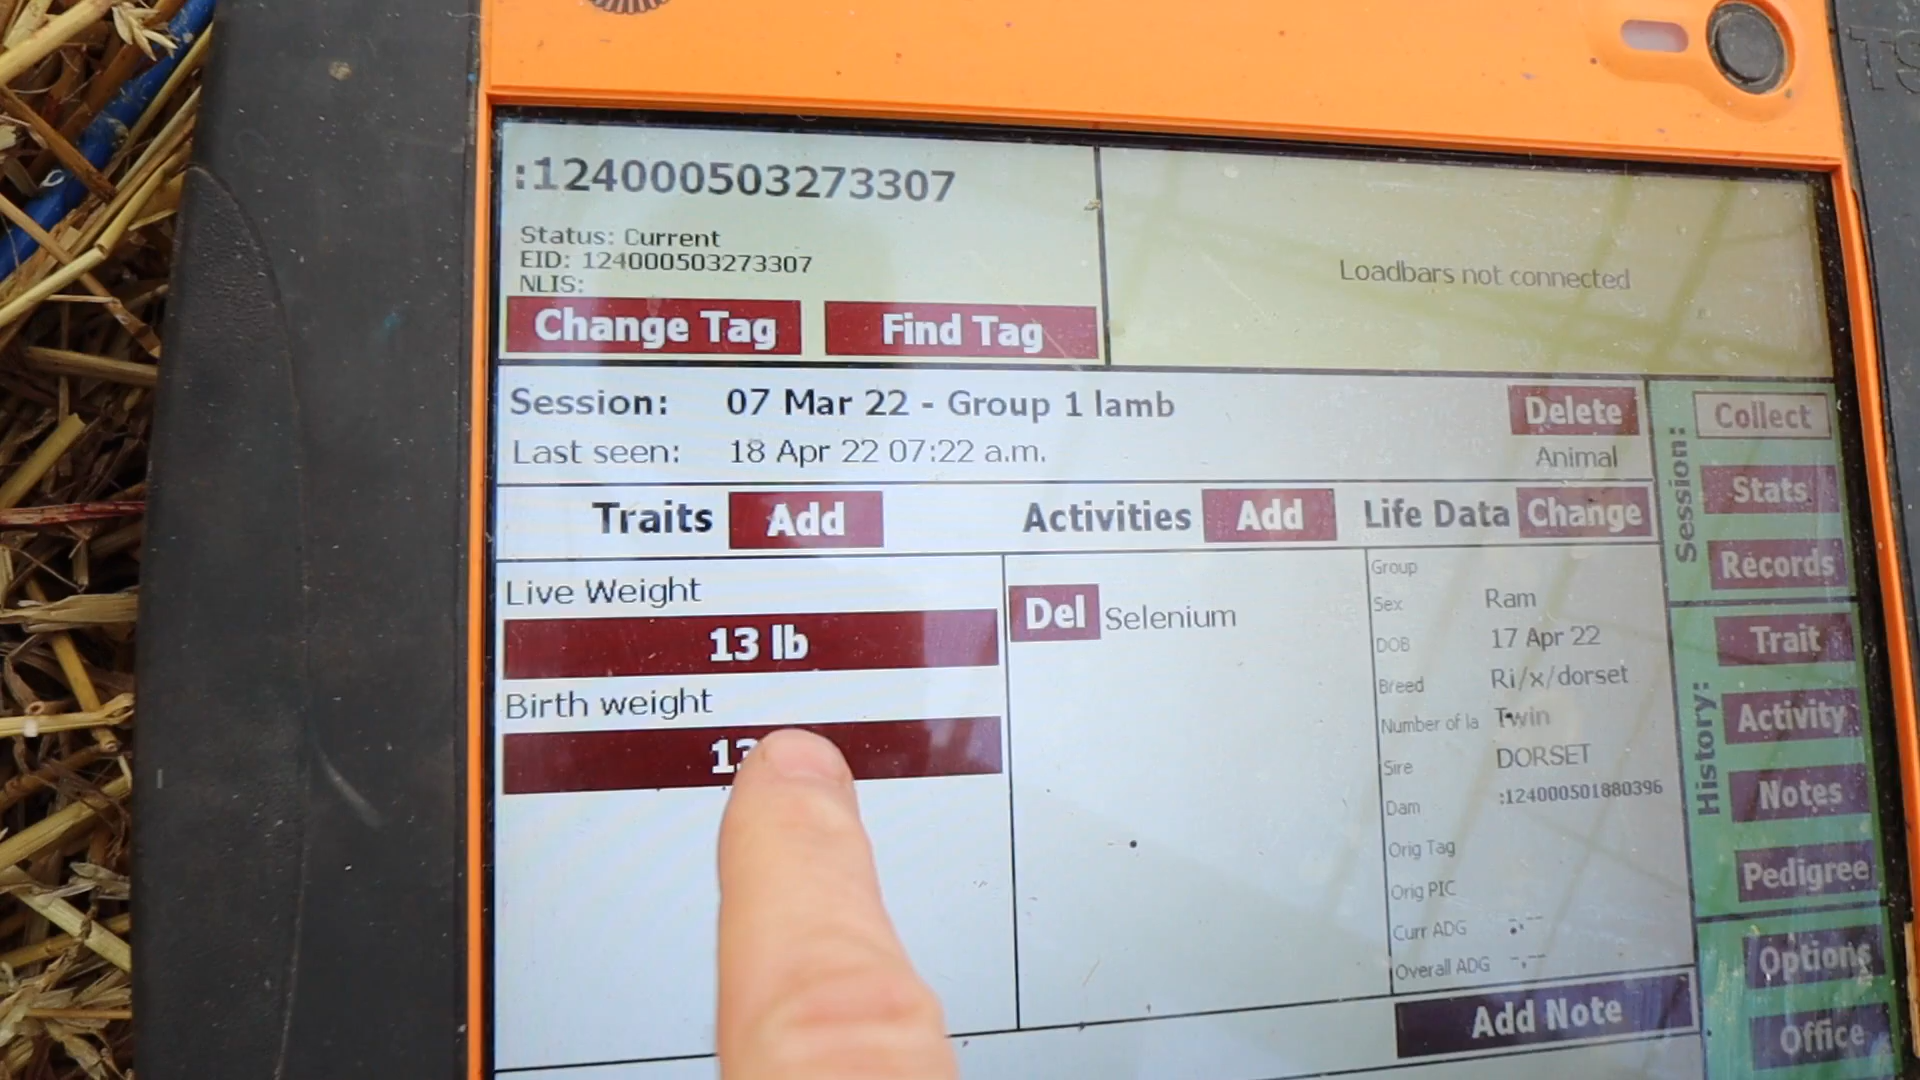 :124000503273307
Status: Current
EID: 124000503273307
NLIS:
Change Tag Find Tag
Loadbars not connected
Session: 07 Mar 22 - Group 1 lamb
Last seen: 18 Apr 22 07:22 a.m.
Delete
Animal
Traits Add Activities Add Life Data Change
Live Weight
13 lb
Birth weight
13
Del Selenium
Group
Sex Ram
DOB 17 Apr 22
Breed Ri/x/dorset
Number of la Twin
Sire DORSET
Dam :124000501880396
Orig Tag
Orig PIC
Curr ADG -.--
Overall ADG -.--
Add Note
Session:
Collect
Stats
Records
History:
Trait
Activity
Notes
Pedigree
Options
Office